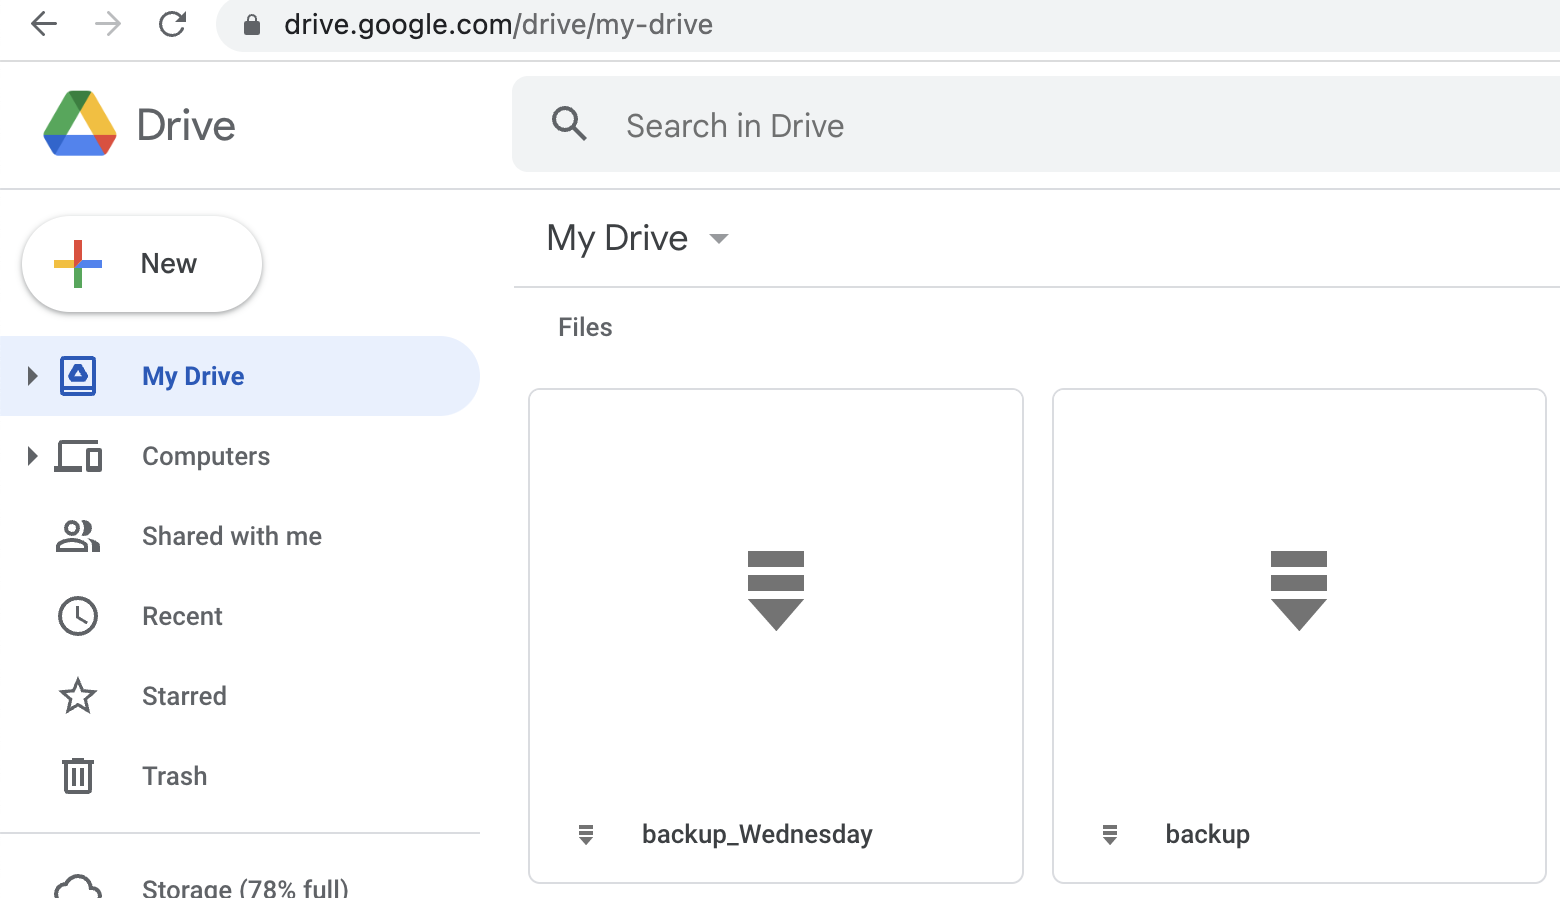 drive.google.com/drive/my-drive
Drive
Search in Drive
New
My Drive
Files
My Drive
Computers
Shared with me
Recent
Starred
Trash
backup_Wednesday
backup
Storage (78% full)